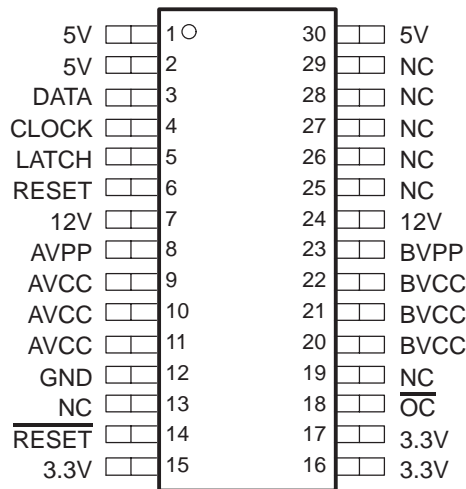 5V 1 30 5V
5V 2 29 NC
DATA 3 28 NC
CLOCK 4 27 NC
LATCH 5 26 NC
RESET 6 25 NC
12V 7 24 12V
AVPP 8 23 BVPP
AVCC 9 22 BVCC
AVCC 10 21 BVCC
AVCC 11 20 BVCC
GND 12 19 NC
NC 13 18 O̅C̅
R̅E̅S̅E̅T̅ 14 17 3.3V
3.3V 15 16 3.3V